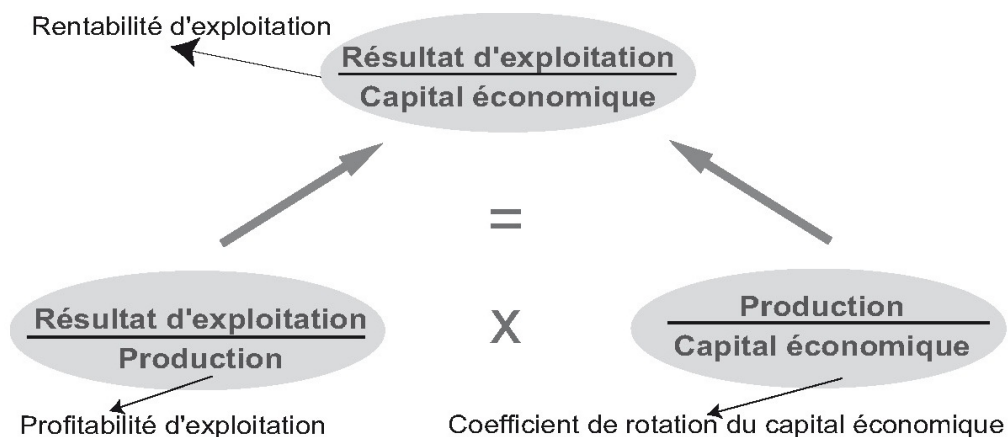 Rentabilité d'exploitation
Résultat d'exploitation
Capital économique
=
Résultat d'exploitation
Production
X
Production
Capital économique
Profitabilité d'exploitation
Coefficient de rotation du capital économique